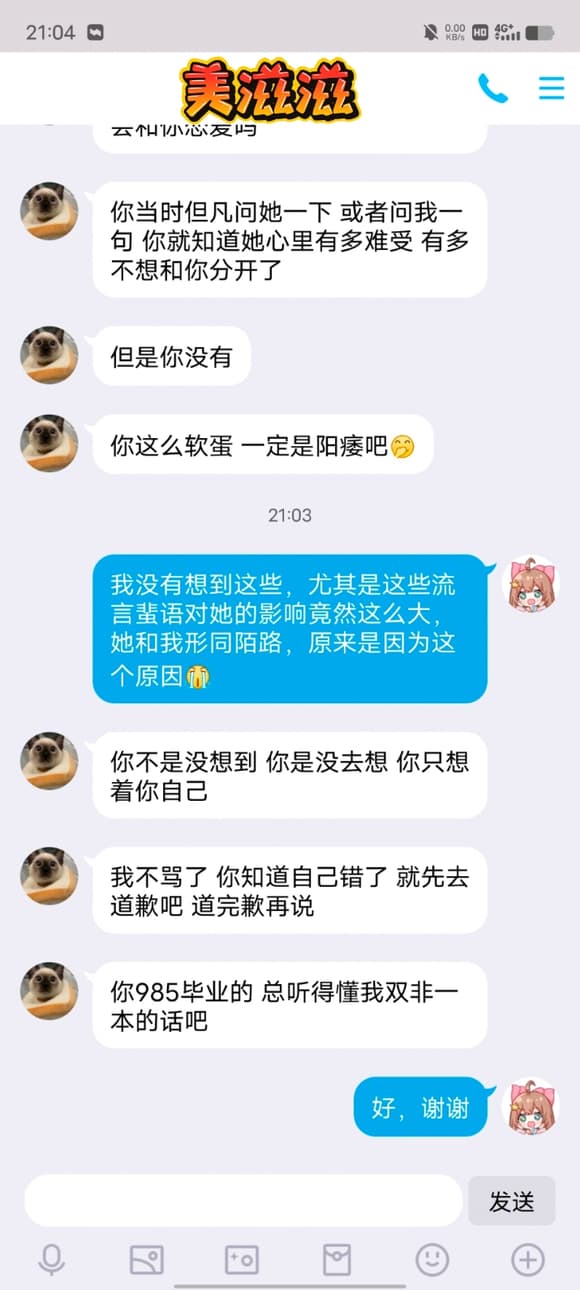 21:04
0.00
KB/s
HD
4G+
美滋滋
会和你恋爱吗
你当时但凡问她一下 或者问我一
句 你就知道她心里有多难受 有多
不想和你分开了
但是你没有
你这么软蛋 一定是阳痿吧
21:03
我没有想到这些，尤其是这些流
言蜚语对她的影响竟然这么大，
她和我形同陌路，原来是因为这
个原因
你不是没想到 你是没去想 你只想
着你自己
我不骂了 你知道自己错了 就先去
道歉吧 道完歉再说
你985毕业的 总听得懂我双非一
本的话吧
好，谢谢
发送